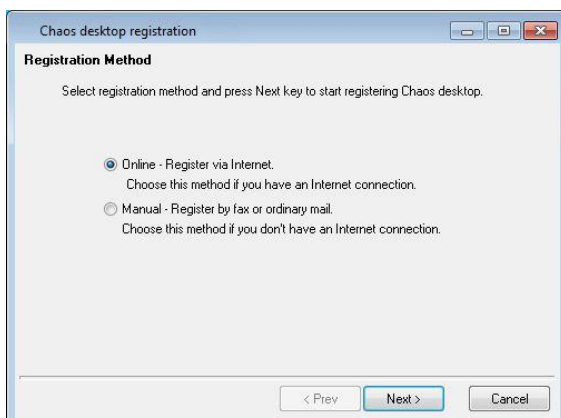 Chaos desktop registration
Registration Method
Select registration method and press Next key to start registering Chaos desktop.
Online - Register via Internet.
Choose this method if you have an Internet connection.
Manual - Register by fax or ordinary mail.
Choose this method if you don't have an Internet connection.
< Prev Next > Cancel